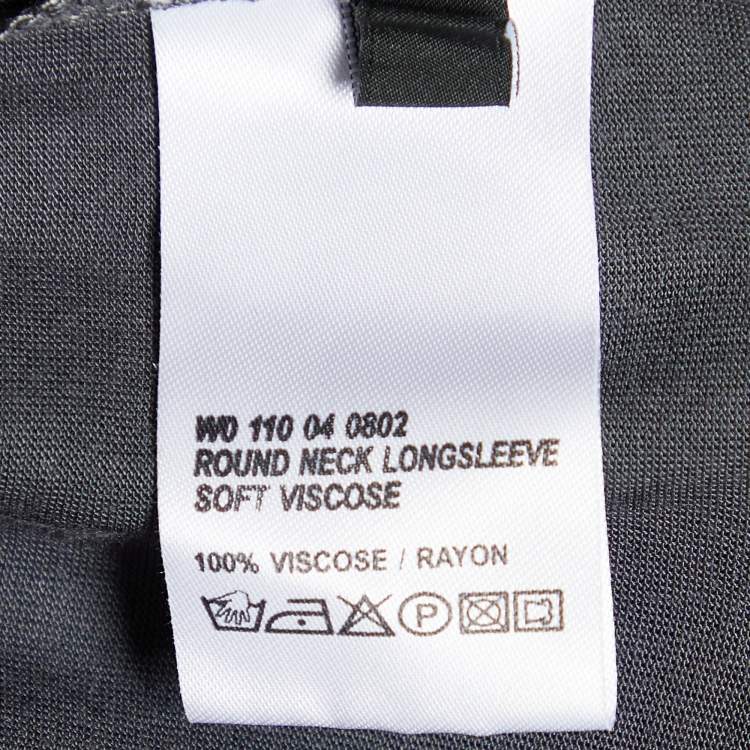 W0 110 04 0802
ROUND NECK LONGSLEEVE
SOFT VISCOSE
100% VISCOSE / RAYON
P